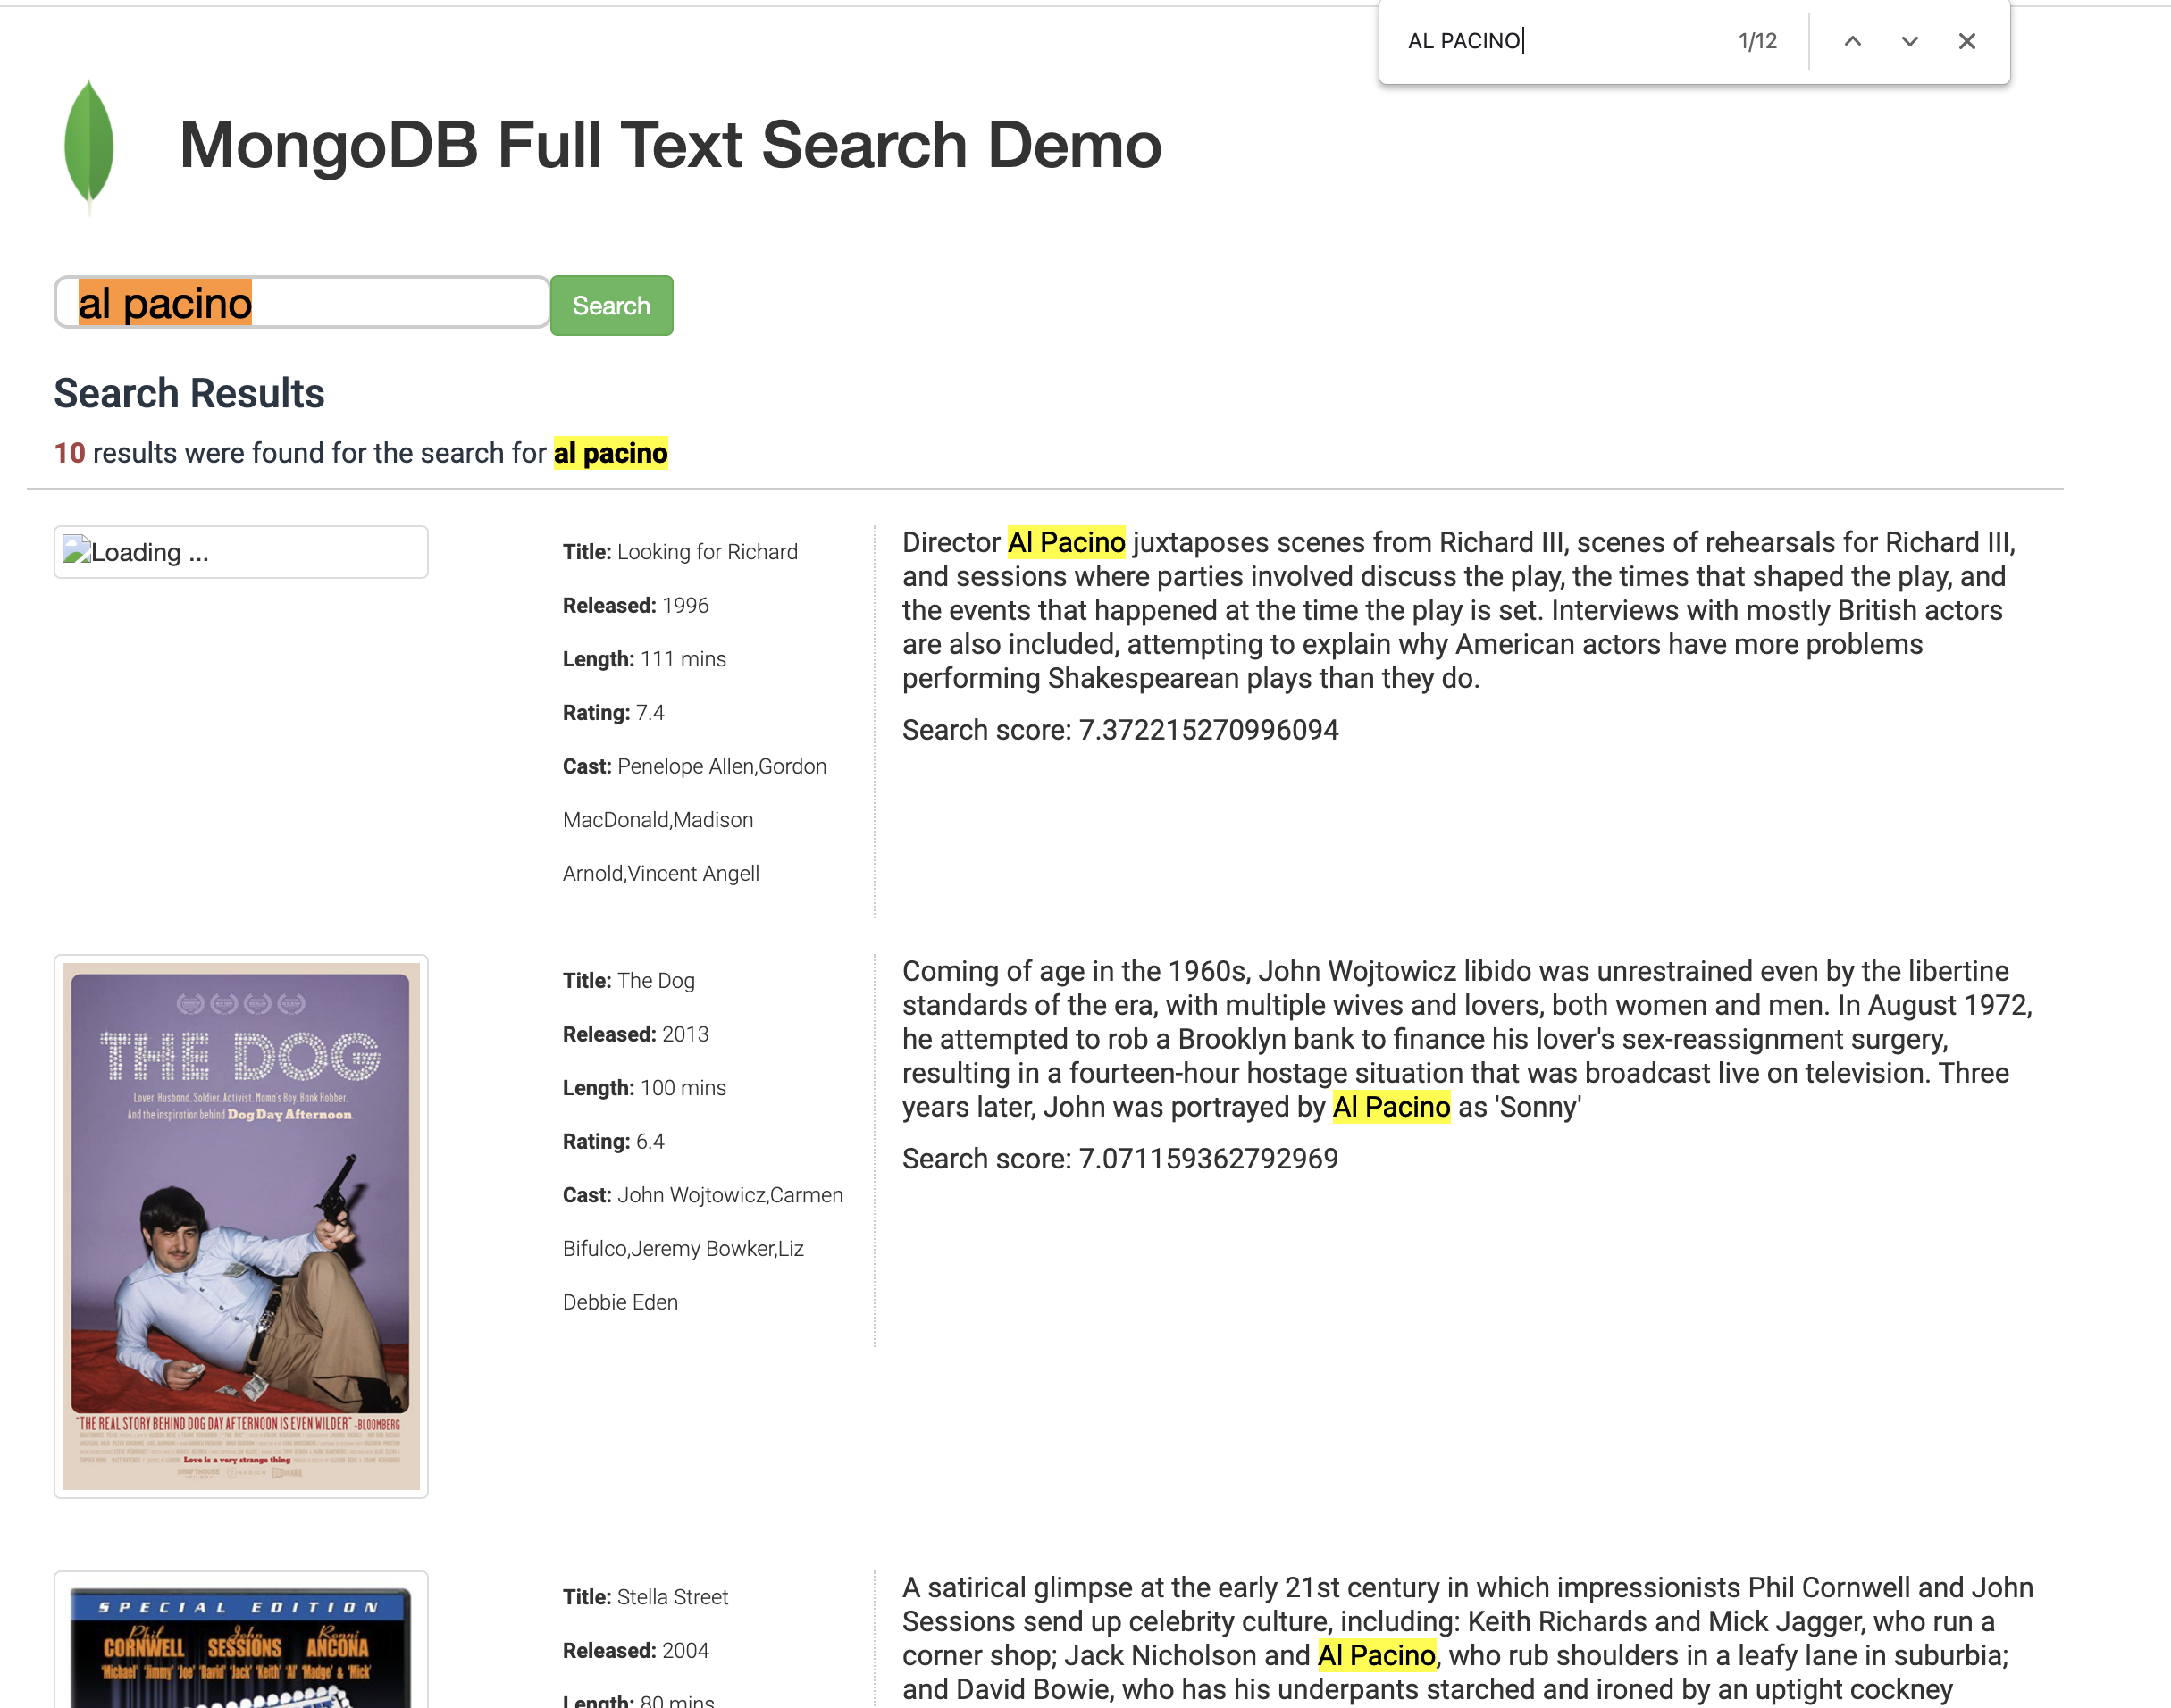 AL PACINO 1/12
MongoDB Full Text Search Demo
al pacino Search
Search Results
10 results were found for the search for al pacino
Loading ...
Title: Looking for Richard
Released: 1996
Length: 111 mins
Rating: 7.4
Cast: Penelope Allen,Gordon
MacDonald,Madison
Arnold,Vincent Angell
Director Al Pacino juxtaposes scenes from Richard III, scenes of rehearsals for Richard III,
and sessions where parties involved discuss the play, the times that shaped the play, and
the events that happened at the time the play is set. Interviews with mostly British actors
are also included, attempting to explain why American actors have more problems
performing Shakespearean plays than they do.
Search score: 7.372215270996094
THE DOG
Lover. Husband. Soldier. Activist. Mama's Boy. Bank Robber.
And the inspiration behind Dog Day Afternoon.
"THE REAL STORY BEHIND DOG DAY AFTERNOON IS EVEN WILDER" -BLOOMBERG
Love is a very strange thing
Title: The Dog
Released: 2013
Length: 100 mins
Rating: 6.4
Cast: John Wojtowicz,Carmen
Bifulco,Jeremy Bowker,Liz
Debbie Eden
Coming of age in the 1960s, John Wojtowicz libido was unrestrained even by the libertine
standards of the era, with multiple wives and lovers, both women and men. In August 1972,
he attempted to rob a Brooklyn bank to finance his lover's sex-reassignment surgery,
resulting in a fourteen-hour hostage situation that was broadcast live on television. Three
years later, John was portrayed by Al Pacino as 'Sonny'
Search score: 7.071159362792969
SPECIAL EDITION
Phil John Ronni
CORNWELL SESSIONS ANCONA
'Michael' 'Jimmy' 'Joe' 'David' 'Jack' 'Keith' 'Al' 'Madge' & 'Mick'
Title: Stella Street
Released: 2004
Length: 80 mins
A satirical glimpse at the early 21st century in which impressionists Phil Cornwell and John
Sessions send up celebrity culture, including: Keith Richards and Mick Jagger, who run a
corner shop; Jack Nicholson and Al Pacino, who rub shoulders in a leafy lane in suburbia;
and David Bowie, who has his underpants starched and ironed by an uptight cockney